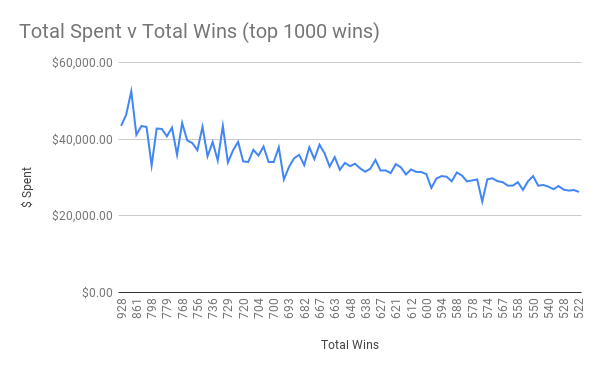 Total Spent v Total Wins (top 1000 wins)
$60,000.00
$40,000.00
$20,000.00
$0.00
$ Spent
928 861 798 779 768 756 736 729 720 704 700 693 682 667 663 648 638 627 621 612 600 594 588 578 574 567 558 550 540 528 522
Total Wins